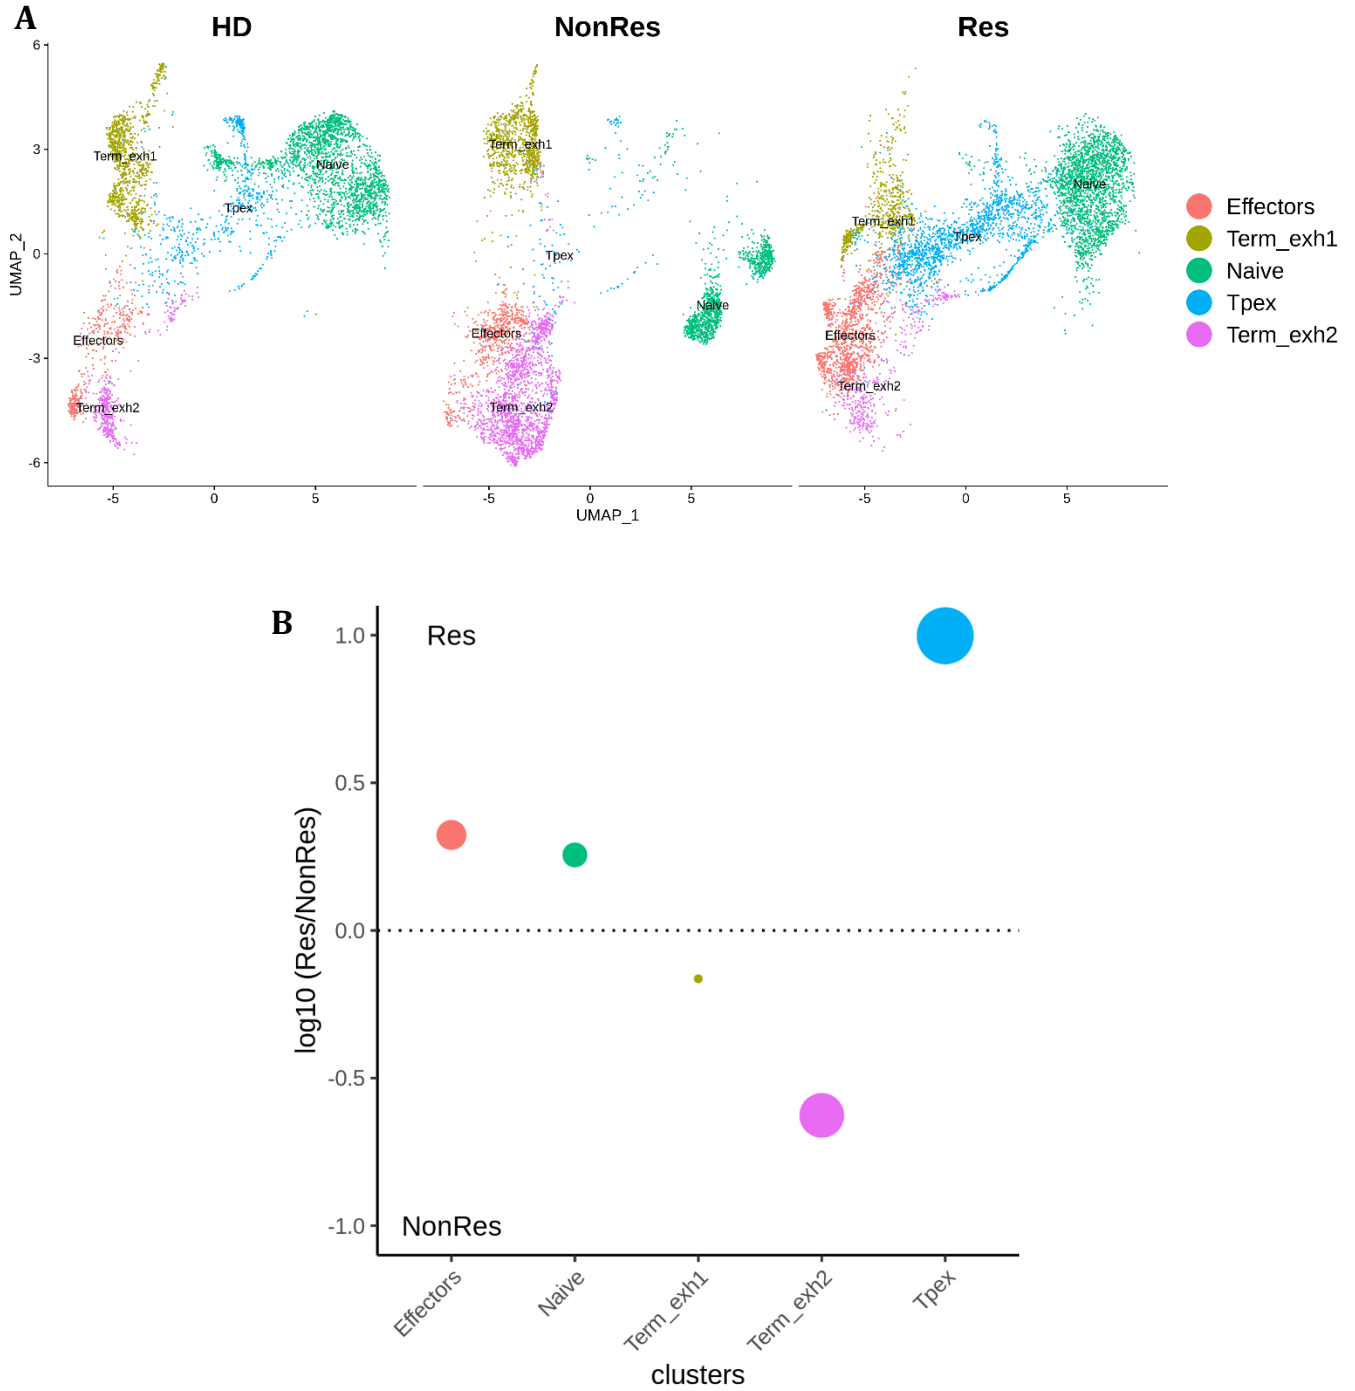 A
HD
NonRes
Res
6
3
0
-3
-6
UMAP_2
Term_exh1
Naive
Tpex
Effectors
Term_exh2
Term_exh1
Tpex
Naive
Effectors
Term_exh2
Naive
Term_exh1
Tpex
Effectors
Term_exh2
-5 0 5
-5 0 5
-5 0 5
UMAP_1
Effectors
Term_exh1
Naive
Tpex
Term_exh2
B
Res
1.0
0.5
0.0
-0.5
-1.0
NonRes
log10 (Res/NonRes)
Effectors
Naive
Term_exh1
Term_exh2
Tpex
clusters